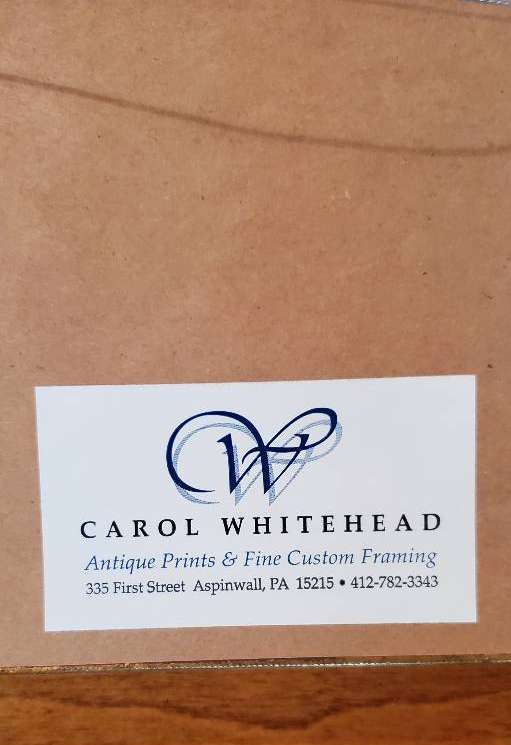 W
CAROL WHITEHEAD
Antique Prints & Fine Custom Framing
335 First Street Aspinwall, PA 15215 • 412-782-3343